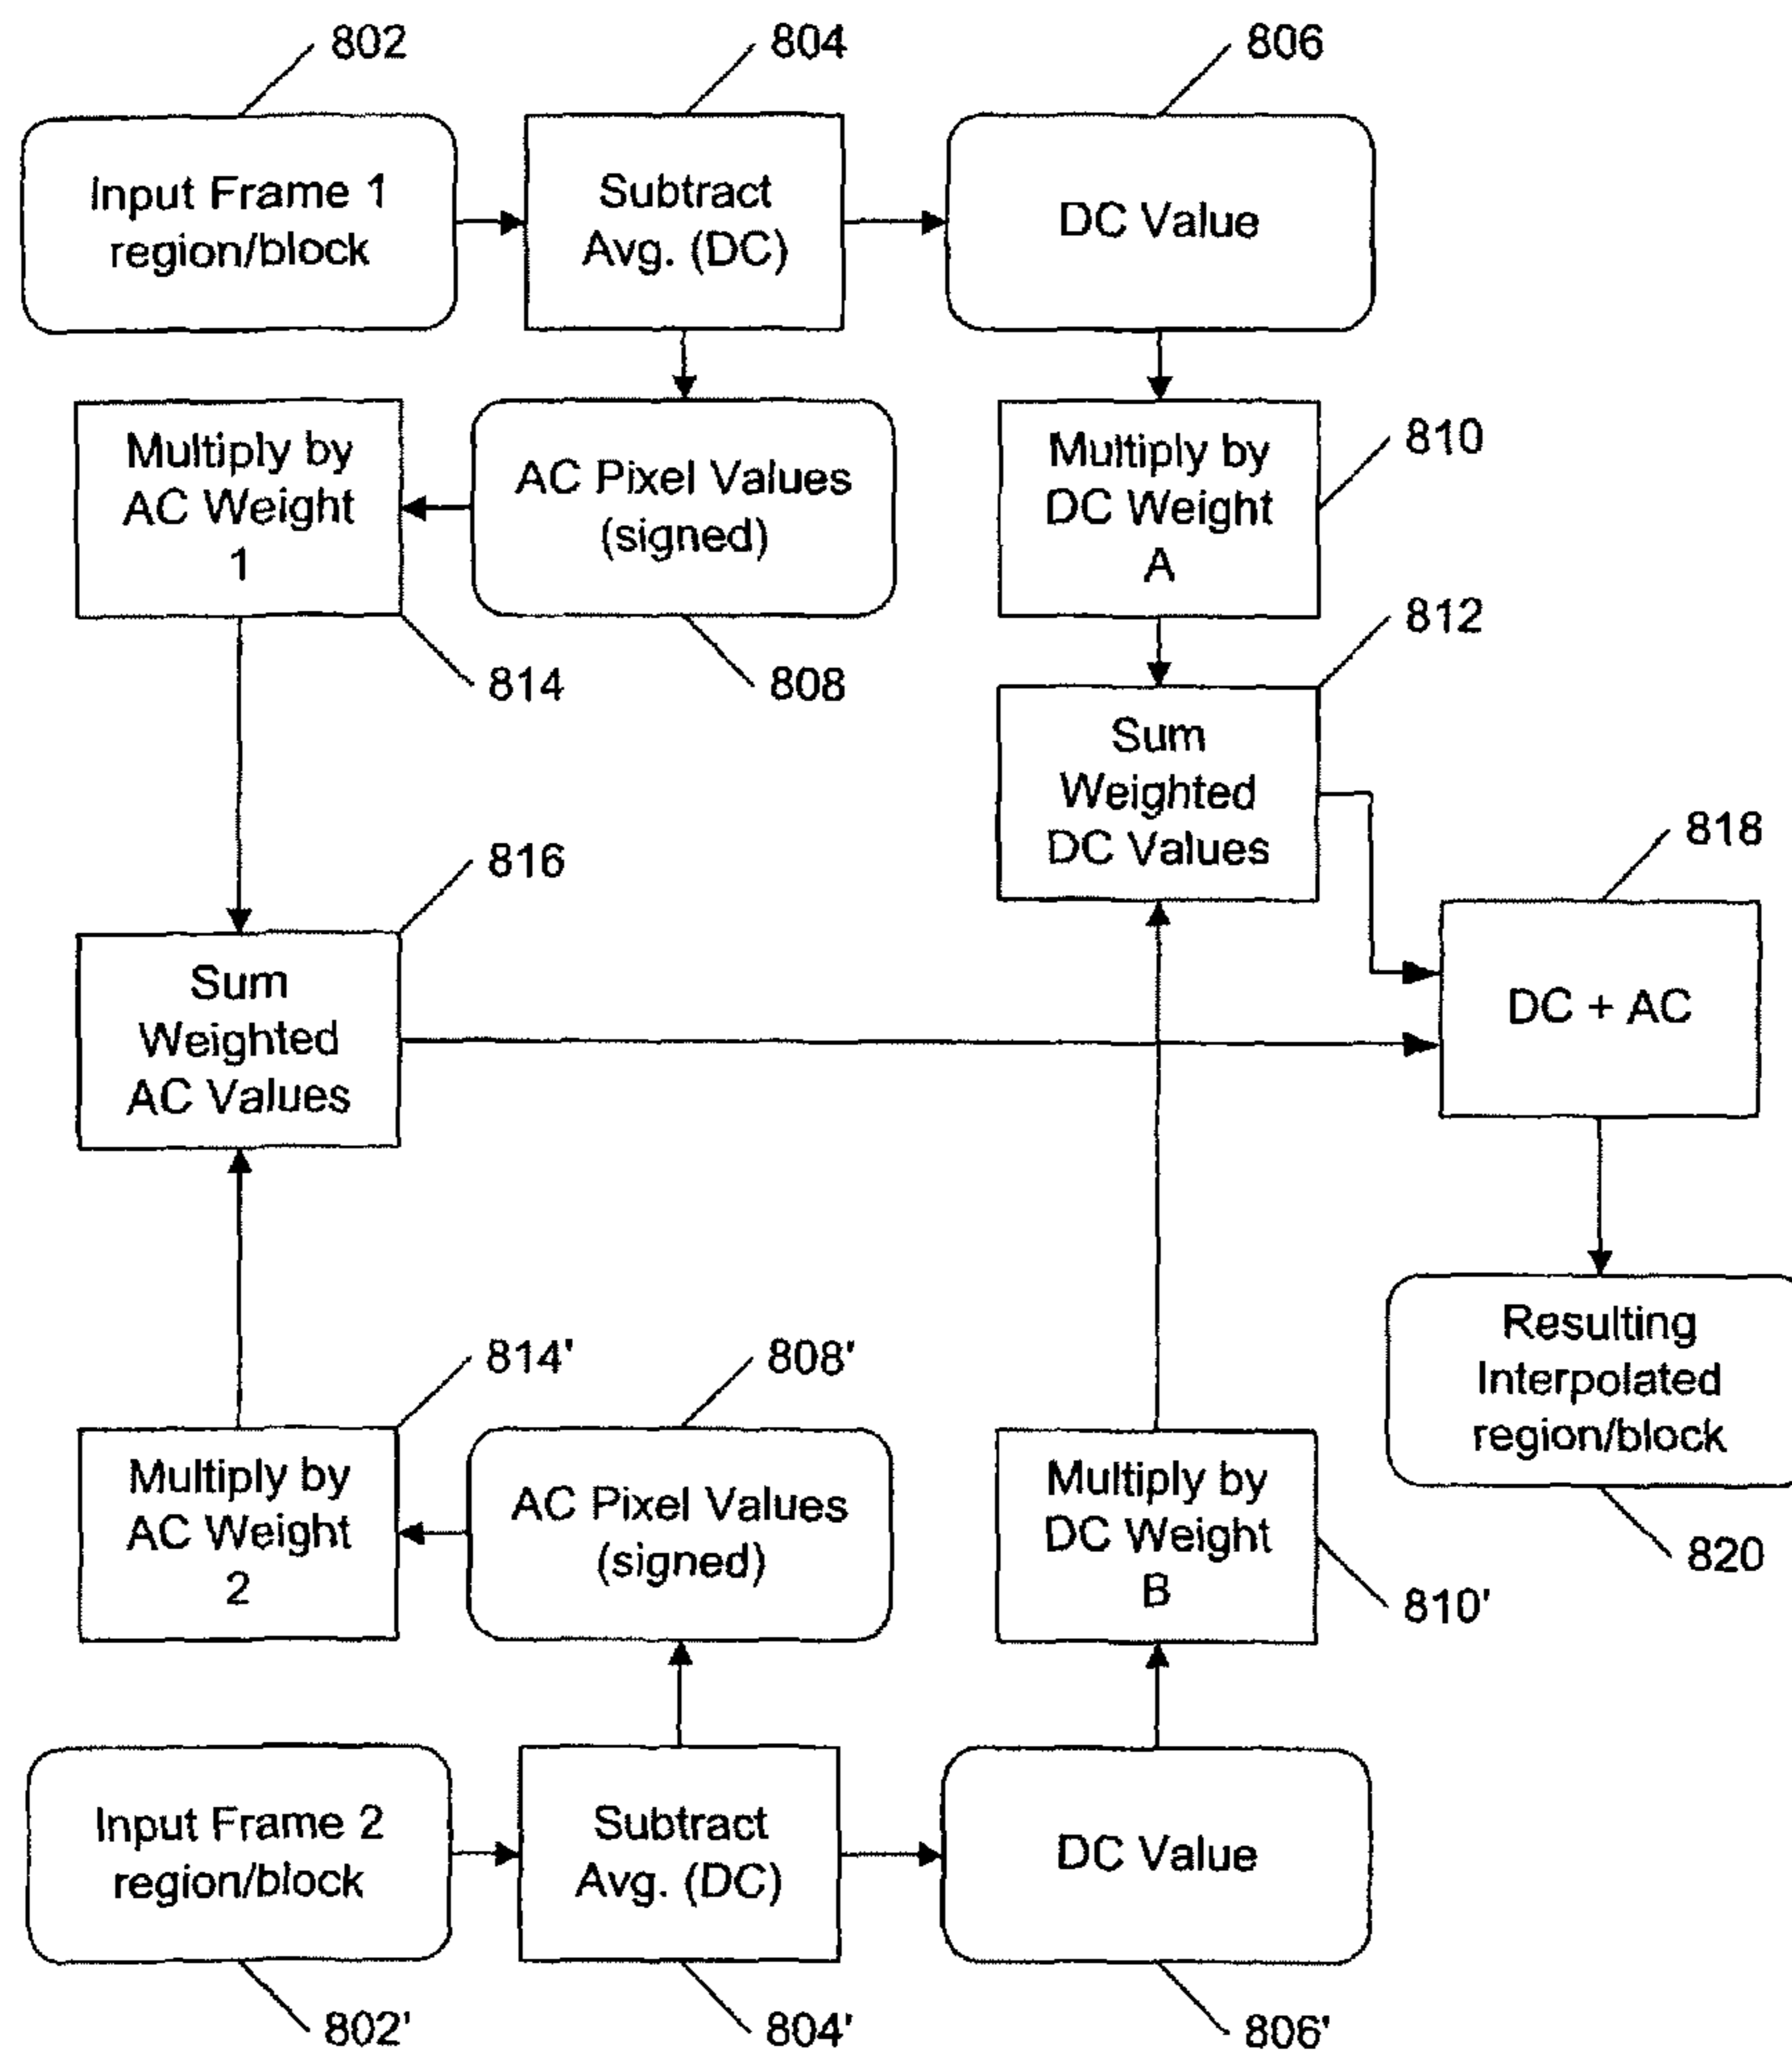 802
804
806
Input Frame 1
region/block
Subtract
Avg. (DC)
DC Value
Multiply by
AC Weight
1
AC Pixel Values
(signed)
Multiply by
DC Weight
A
810
814
808
812
Sum
Weighted
DC Values
816
818
Sum
Weighted
AC Values
DC + AC
Resulting
Interpolated
region/block
814'
808'
Multiply by
AC Weight
2
AC Pixel Values
(signed)
Multiply by
DC Weight
B
820
810'
Input Frame 2
region/block
Subtract
Avg. (DC)
DC Value
802'
804'
806'